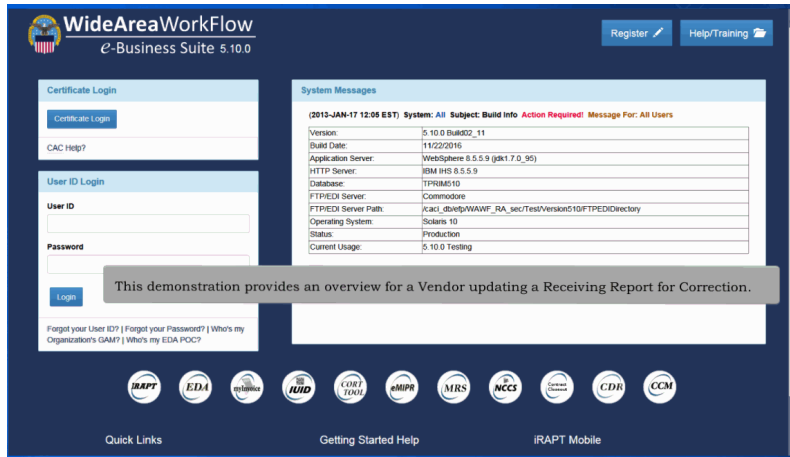 WideAreaWorkFlow
e-Business Suite 5.10.0
Register
Help/Training
Certificate Login
Certificate Login
CAC Help?
User ID Login
User ID
Password
Login
Forgot your User ID? | Forgot your Password? | Who's my
Organization's GAM? | Who's my EDA POC?
System Messages
(2013-JAN-17 12:05 EST) System: All Subject: Build Info Action Required! Message For: All Users
Version: 5.10.0 Build02_11
Build Date: 11/22/2016
Application Server: WebSphere 8.5.5.9 (jdk1.7.0_95)
HTTP Server: IBM IHS 8.5.5.9
Database: TPRIM510
FTP/EDI Server: Commodore
FTP/EDI Server Path: /caci_db/efp/WAWF_RA_sec/Test/Version510/FTPEDIDirectory
Operating System: Solaris 10
Status: Production
Current Usage: 5.10.0 Testing
This demonstration provides an overview for a Vendor updating a Receiving Report for Correction.
iRAPT
EDA
myInvoice
IUID
CORT
TOOL
eMIPR
MRS
NCCS
Contract
Closeout
CDR
CCM
Quick Links
Getting Started Help
iRAPT Mobile